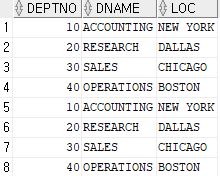 DEPTNO DNAME LOC
1 10 ACCOUNTING NEW YORK
2 20 RESEARCH DALLAS
3 30 SALES CHICAGO
4 40 OPERATIONS BOSTON
5 10 ACCOUNTING NEW YORK
6 20 RESEARCH DALLAS
7 30 SALES CHICAGO
8 40 OPERATIONS BOSTON